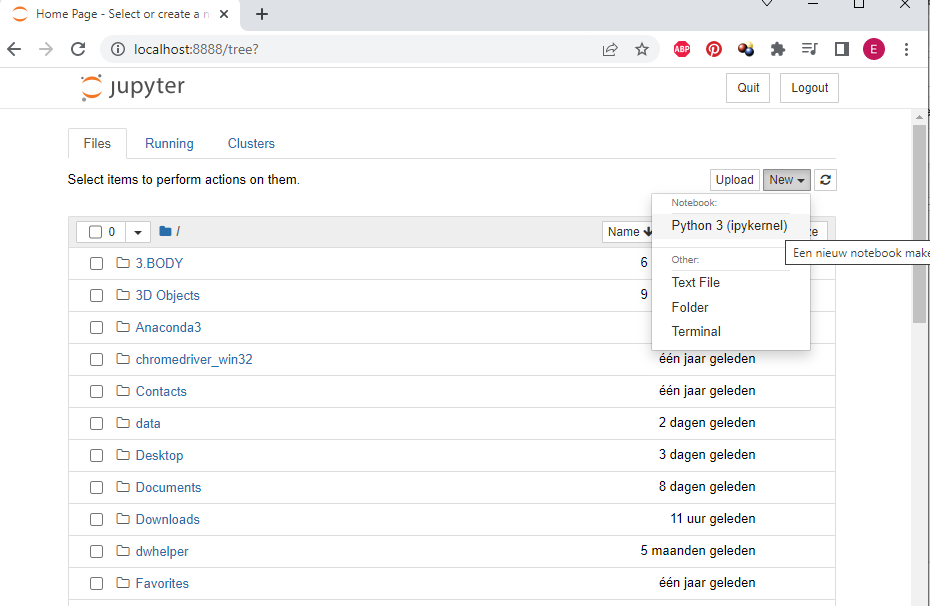 Home Page - Select or create a n
localhost:8888/tree?
ABP
E
jupyter
Quit
Logout
Files
Running
Clusters
Select items to perform actions on them.
Upload
New
Notebook:
Python 3 (ipykernel)
Een nieuw notebook make
Other:
Text File
Folder
Terminal
0
/
Name
3.BODY
6
3D Objects
9
Anaconda3
chromedriver_win32
één jaar geleden
Contacts
één jaar geleden
data
2 dagen geleden
Desktop
3 dagen geleden
Documents
8 dagen geleden
Downloads
11 uur geleden
dwhelper
5 maanden geleden
Favorites
één jaar geleden